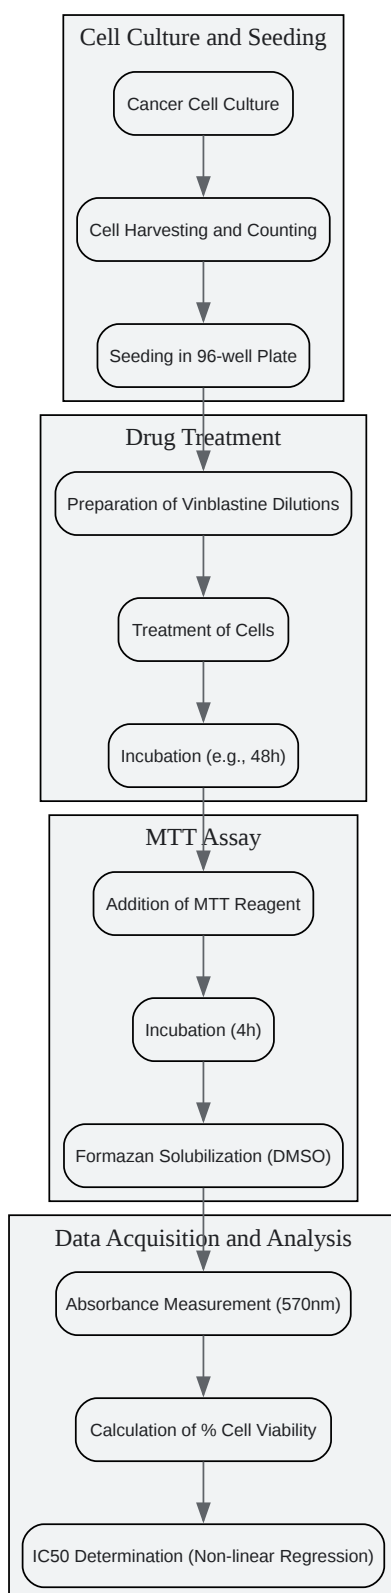 Cell Culture and Seeding
Cancer Cell Culture
Cell Harvesting and Counting
Seeding in 96-well Plate
Drug Treatment
Preparation of Vinblastine Dilutions
Treatment of Cells
Incubation (e.g., 48h)
MTT Assay
Addition of MTT Reagent
Incubation (4h)
Formazan Solubilization (DMSO)
Data Acquisition and Analysis
Absorbance Measurement (570nm)
Calculation of % Cell Viability
IC50 Determination (Non-linear Regression)